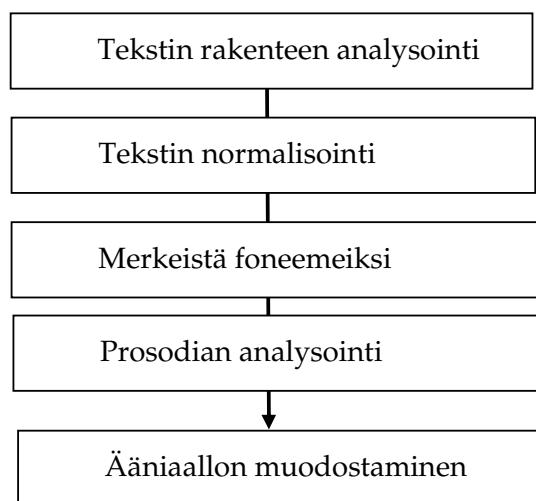 Tekstin rakenteen analysointi
Tekstin normalisointi
Merkeistä foneemeiksi
Prosodian analysointi
Ääniaallon muodostaminen